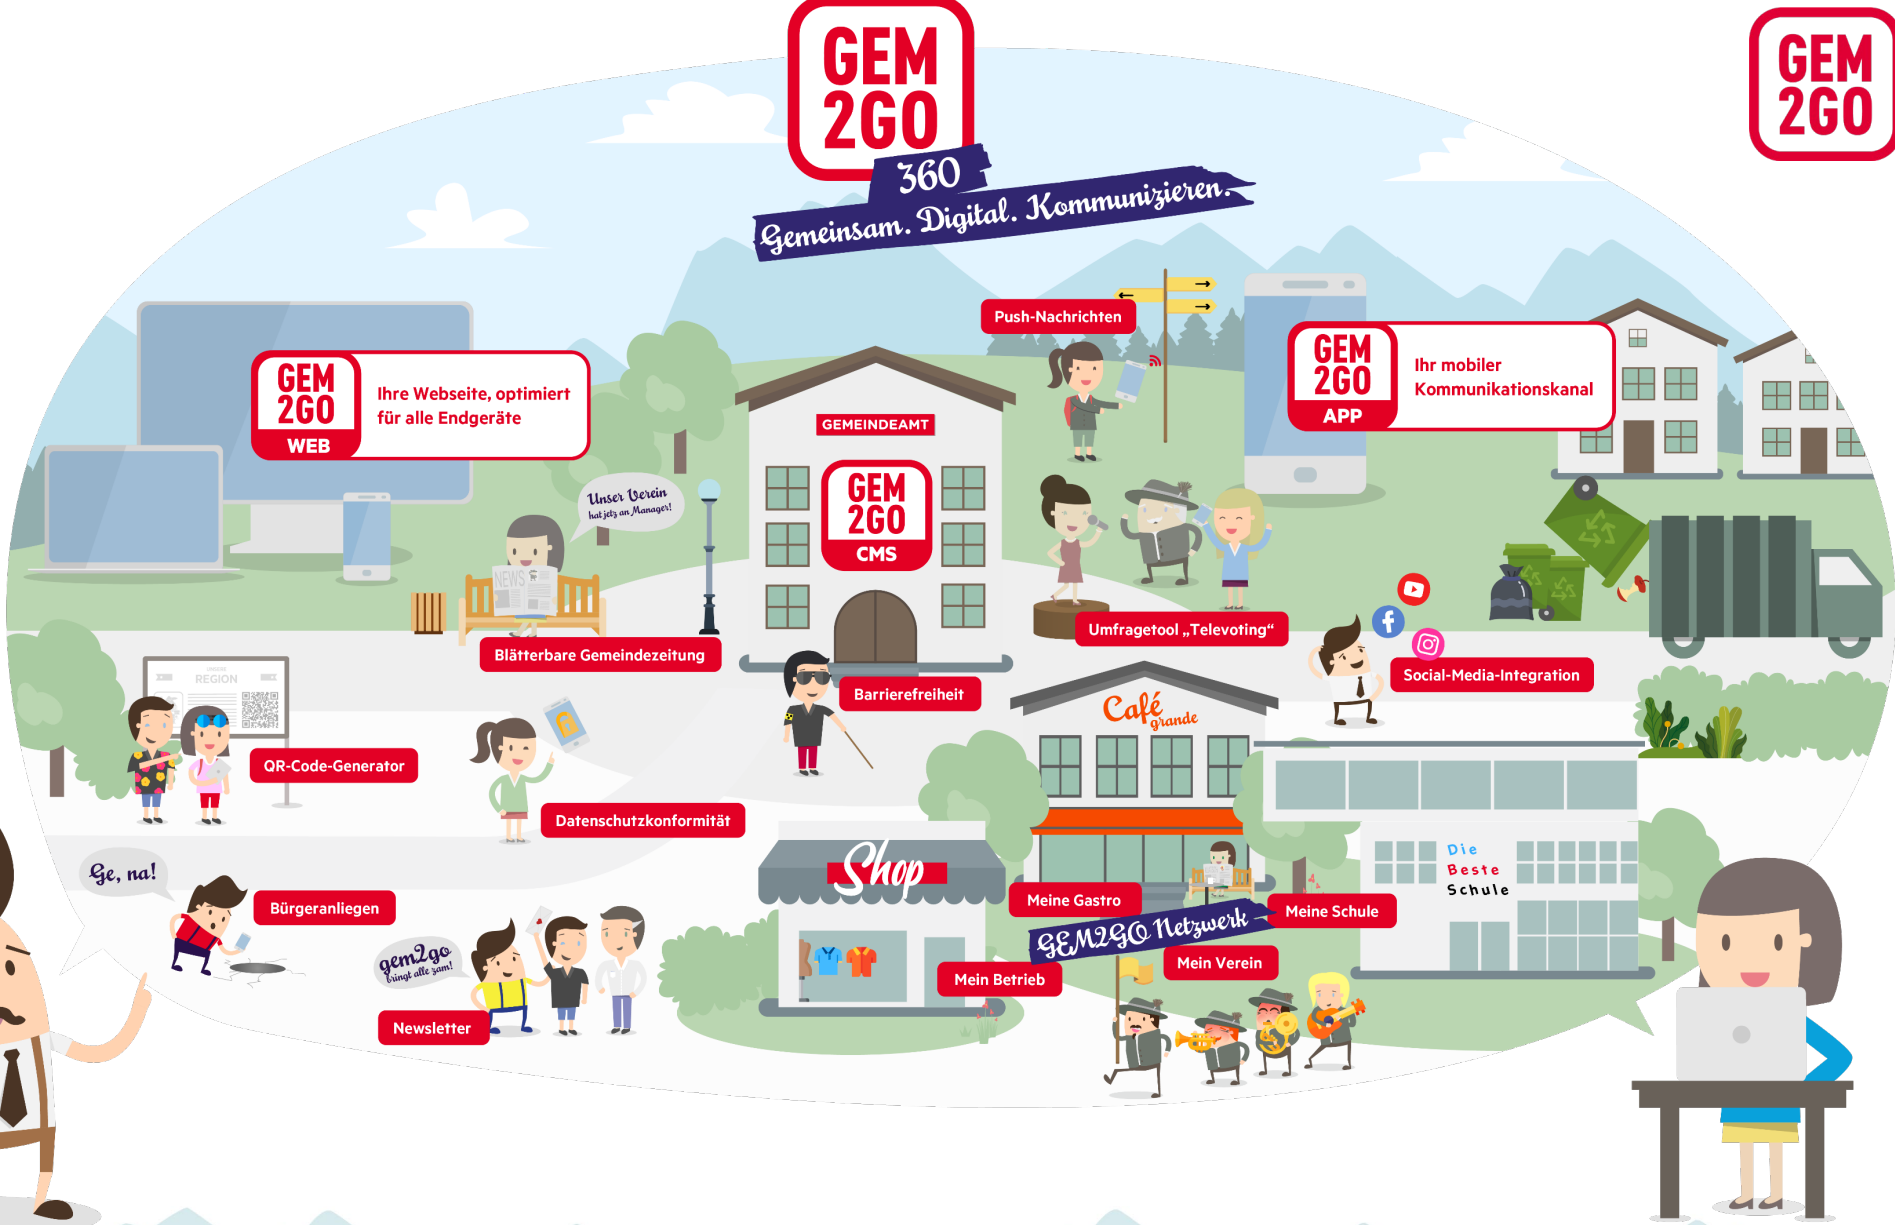 GEM
2GO
GEM
2GO
360
Gemeinsam. Digital. Kommunizieren.
Push-Nachrichten
GEM
2GO
WEB
Ihre Webseite, optimiert
für alle Endgeräte
GEM
2GO
APP
Ihr mobiler
Kommunikationskanal
GEMEINDEAMT
GEM
2GO
CMS
Unser Verein
hat jetz an Manager!
NEWS
Blätterbare Gemeindezeitung
Umfragetool „Televoting“
Social-Media-Integration
Barrierefreiheit
REGION
QR-Code-Generator
Café
grande
Datenschutzkonformität
Shop
Die
Beste
Schule
Ge, na!
Bürgeranliegen
Meine Gastro
Meine Schule
GEM2GO Netzwerk
Mein Verein
Mein Betrieb
gem2go
bringt alle zam!
Newsletter